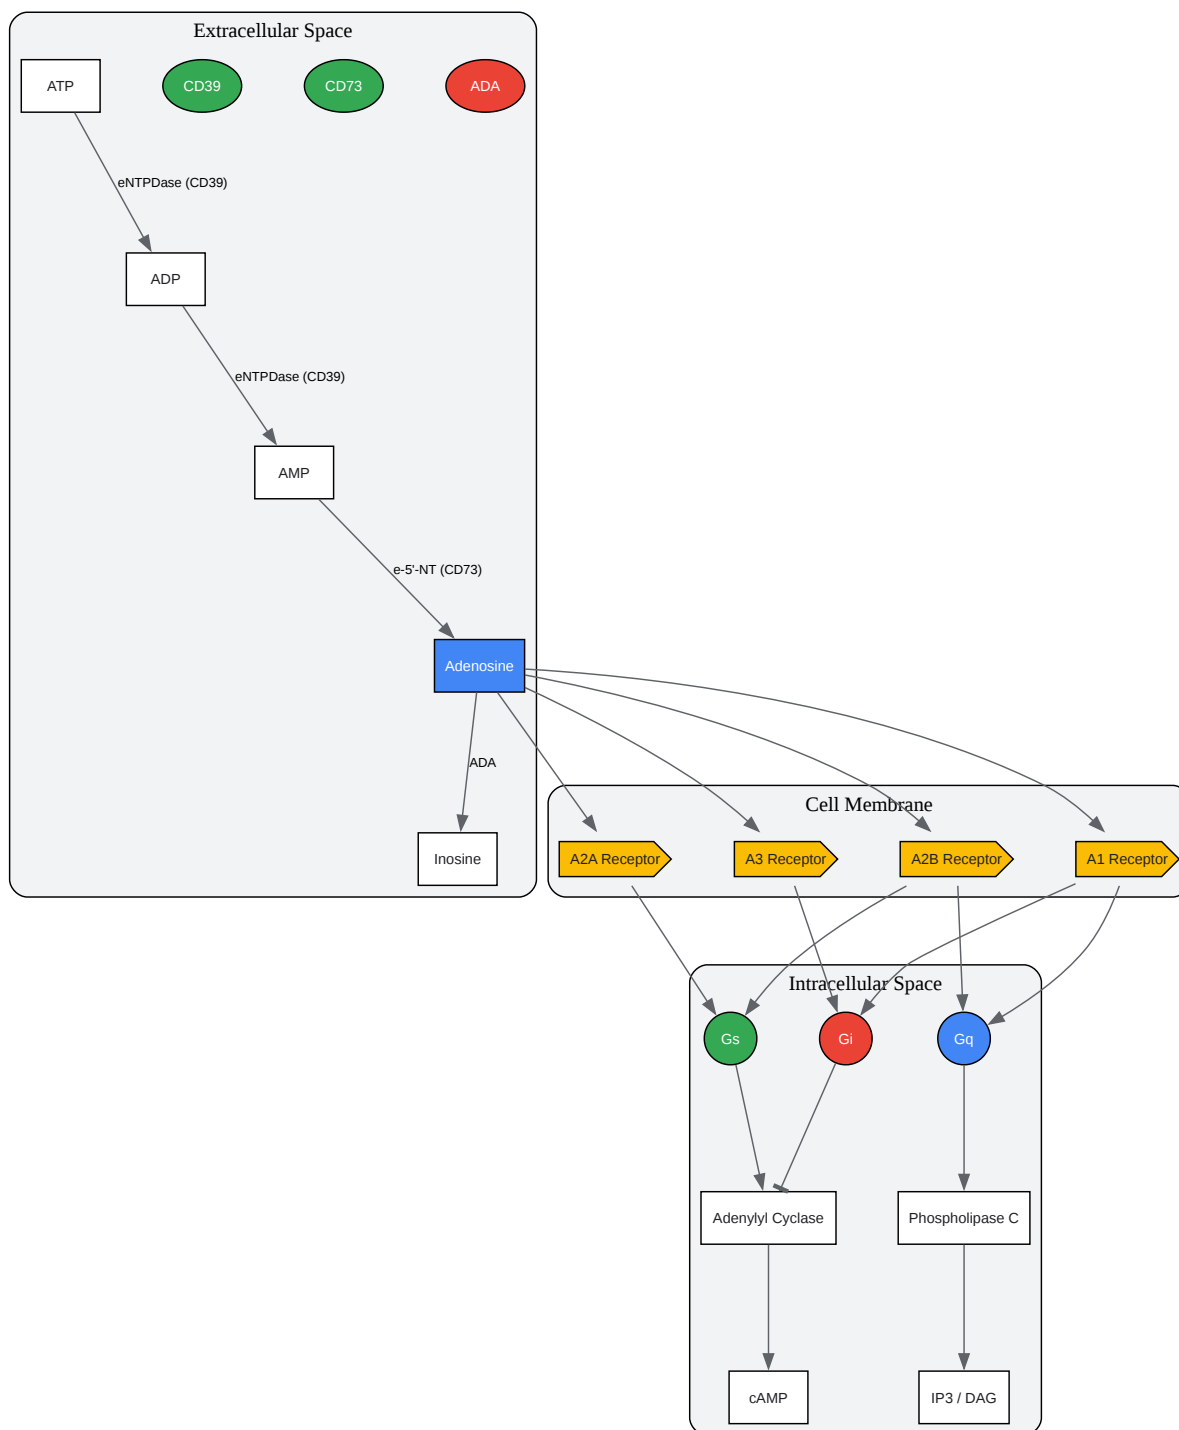 Extracellular Space
ATP
CD39
CD73
ADA
eNTPDase (CD39)
ADP
eNTPDase (CD39)
AMP
e-5'-NT (CD73)
Adenosine
ADA
Inosine
Cell Membrane
A2A Receptor
A3 Receptor
A2B Receptor
A1 Receptor
Intracellular Space
Gs
Gi
Gq
Adenylyl Cyclase
Phospholipase C
cAMP
IP3 / DAG